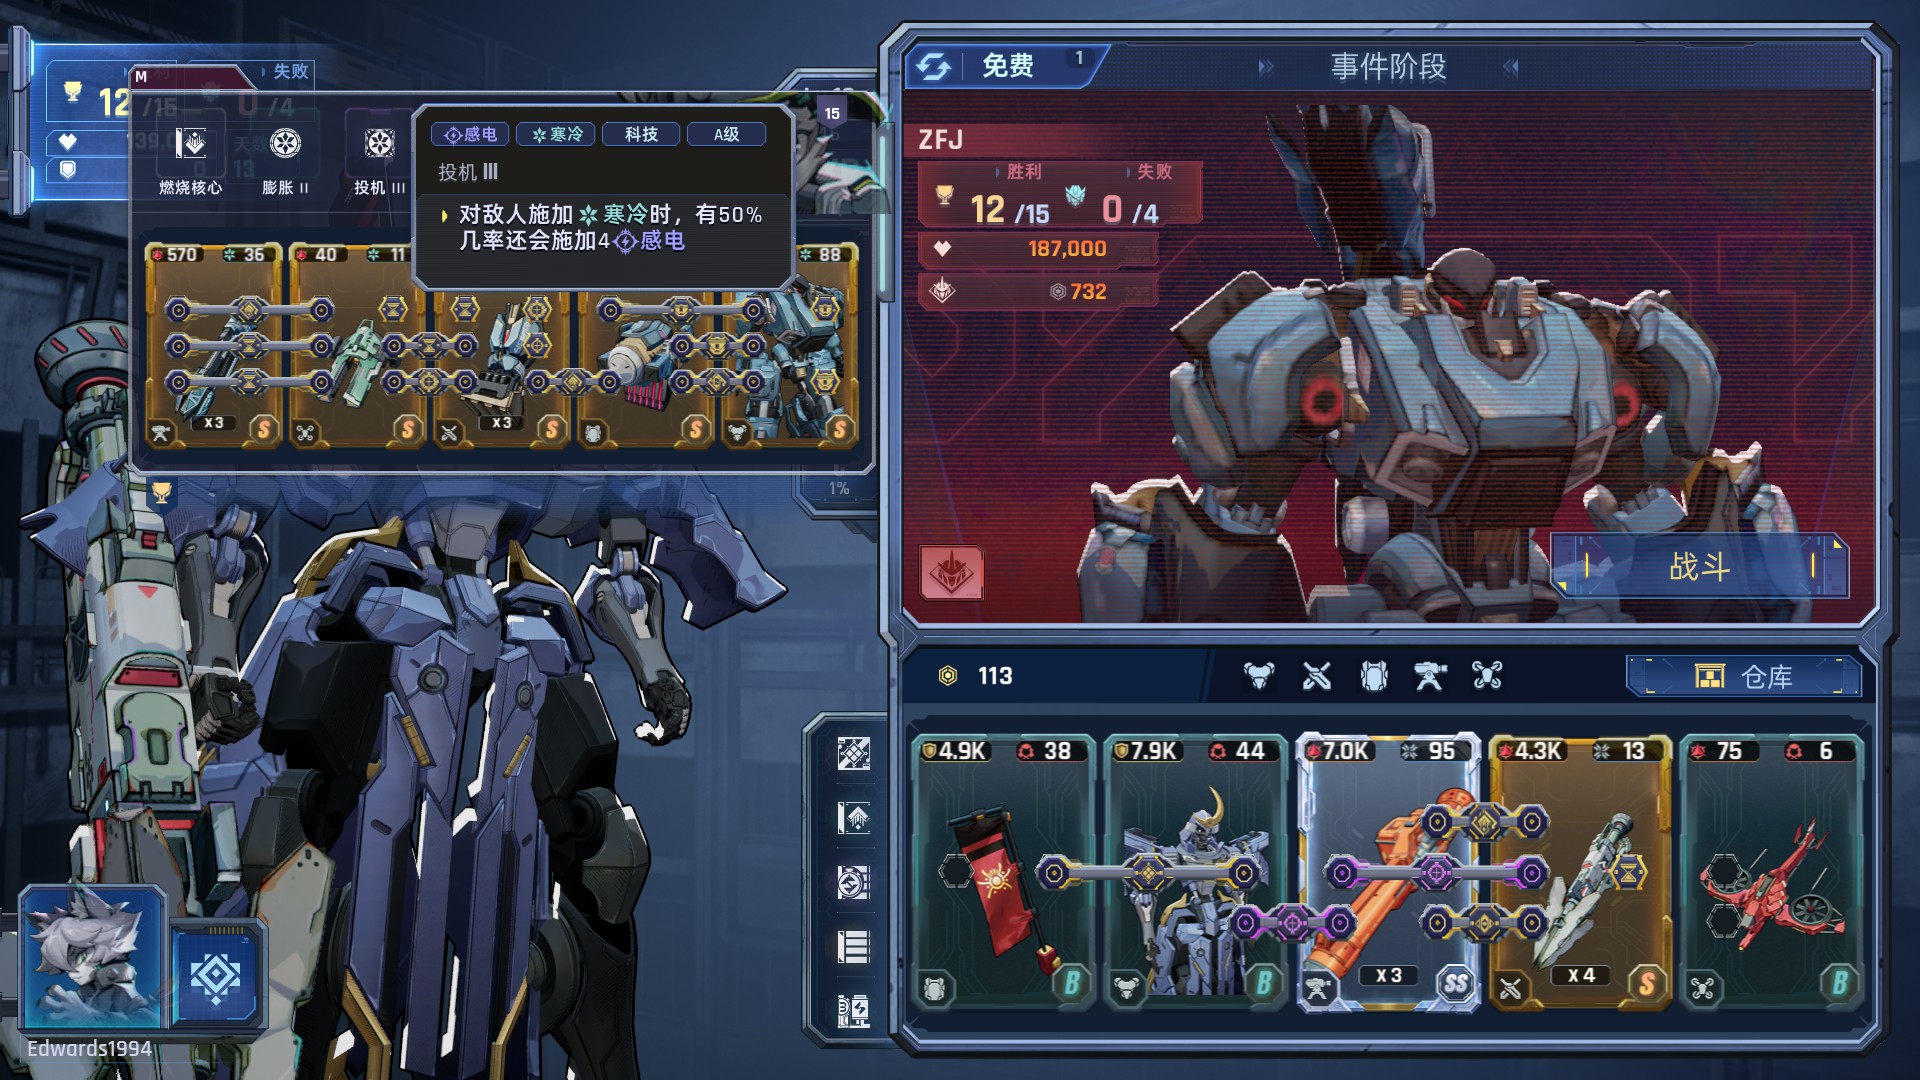 M
失败
12 /15
0 /4
139,0
13
燃烧核心
膨胀 II
投机 III
感电
寒冷
科技
A级
投机 III
对敌人施加寒冷时，有50%
几率还会施加4感电
15
570 36
40 11
88
x3 S
S
x3 S
S
S
1%
Edwards1994
免费 1
事件阶段
ZFJ
胜利 失败
12 /15 0 /4
187,000
732
战斗
113
仓库
4.9K 38
7.9K 44
7.0K 95
4.3K 13
75 6
B
B
x3 SS
x4 S
B